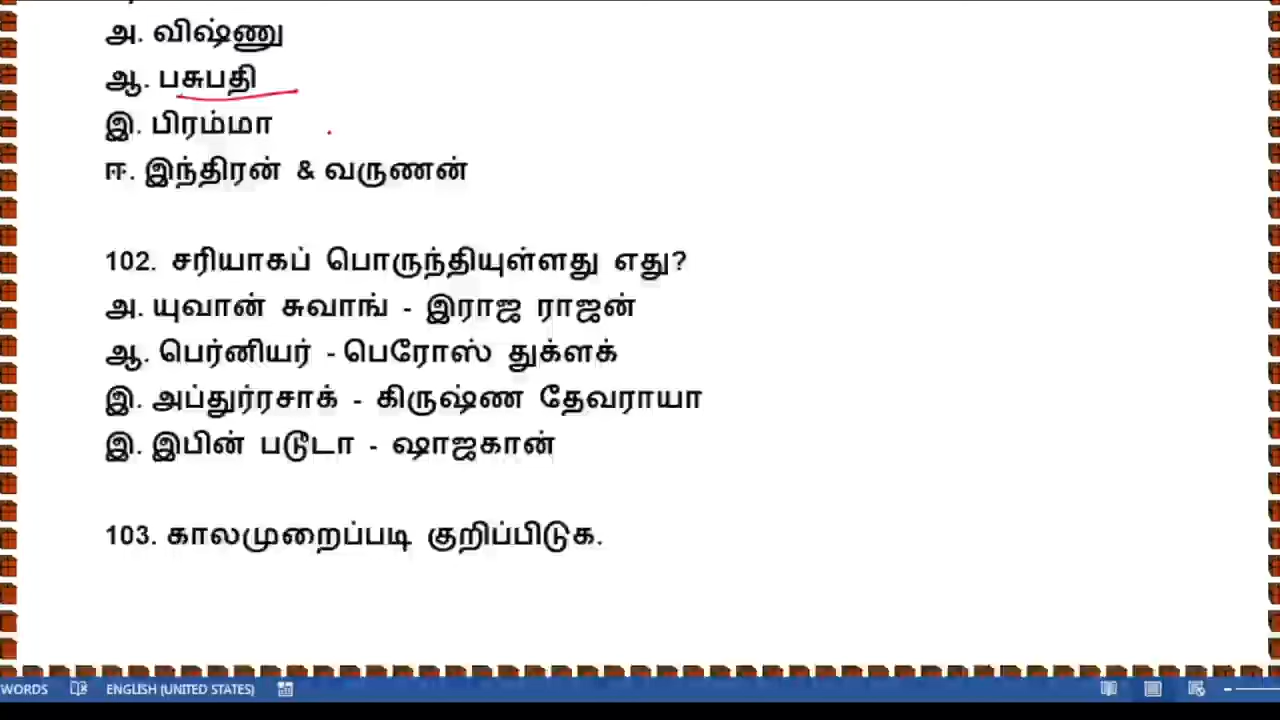 அ. விஷ்ணு
ஆ. பசுபதி
இ. பிரம்மா
ஈ. இந்திரன் & வருணன்
102. சரியாகப் பொருந்தியுள்ளது எது?
அ. யுவான் சுவாங் - இராஜ ராஜன்
ஆ. பெர்னியர் - பெரோஸ் துக்ளக்
இ. அப்துர்ரசாக் - கிருஷ்ண தேவராயா
இ. இபின் படூடா - ஷாஜகான்
103. காலமுறைப்படி குறிப்பிடுக.
WORDS ENGLISH (UNITED STATES)